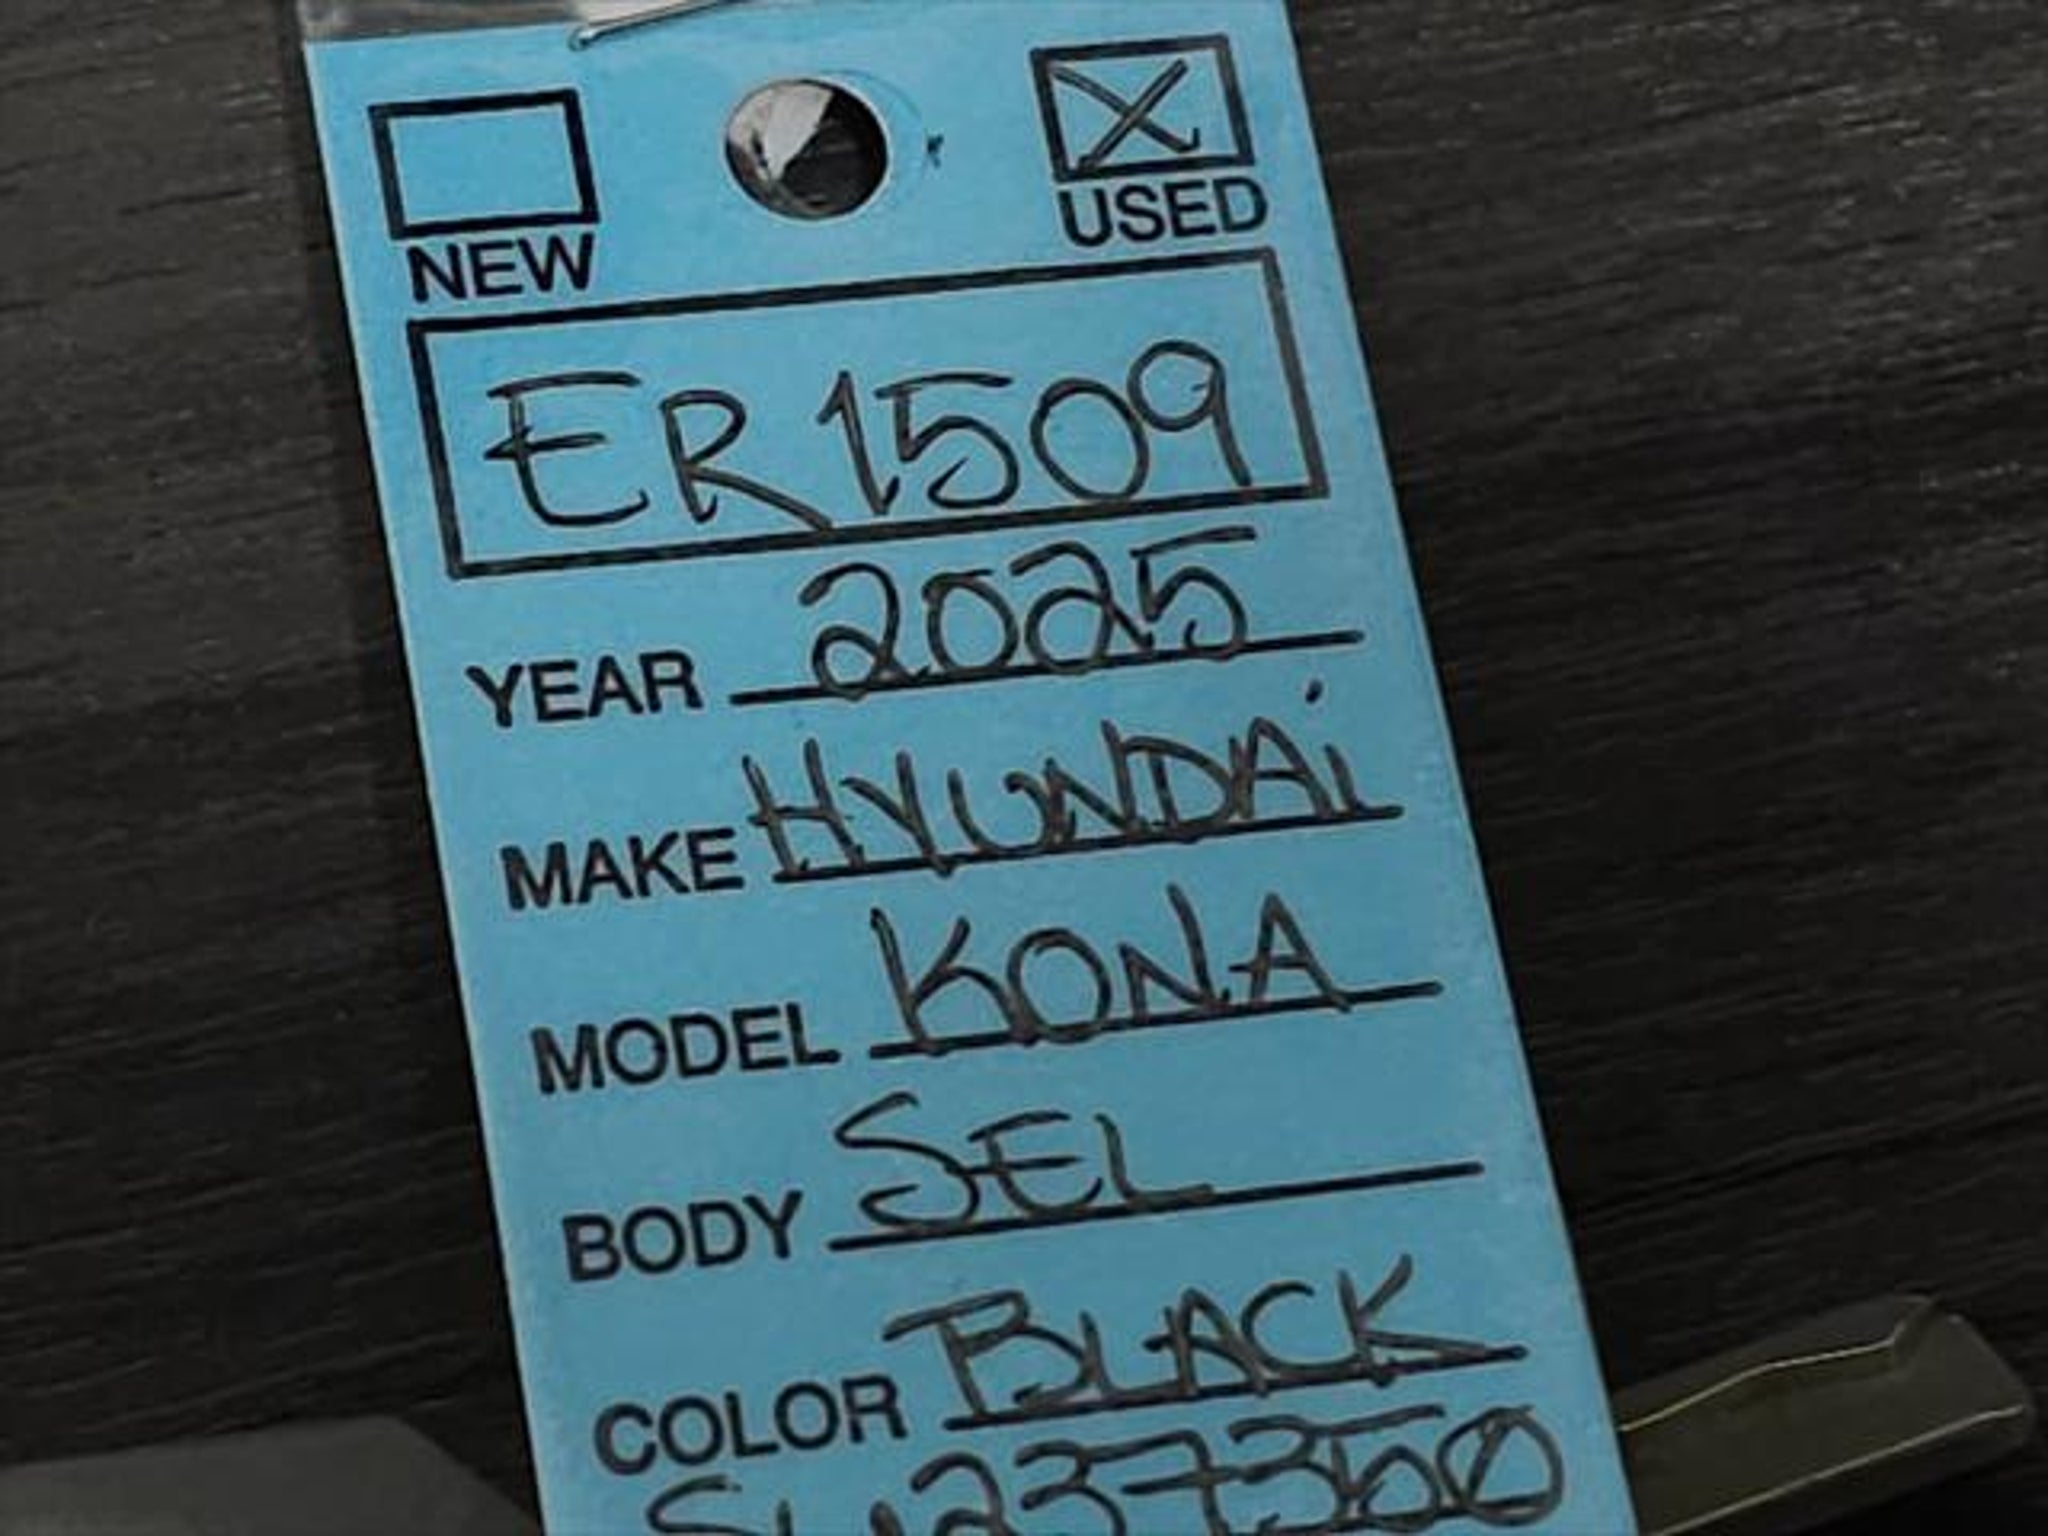 NEW USED
ER1509
YEAR 2025
MAKE HYUNDAi
MODEL KONA
BODY SEL
COLOR BLACK